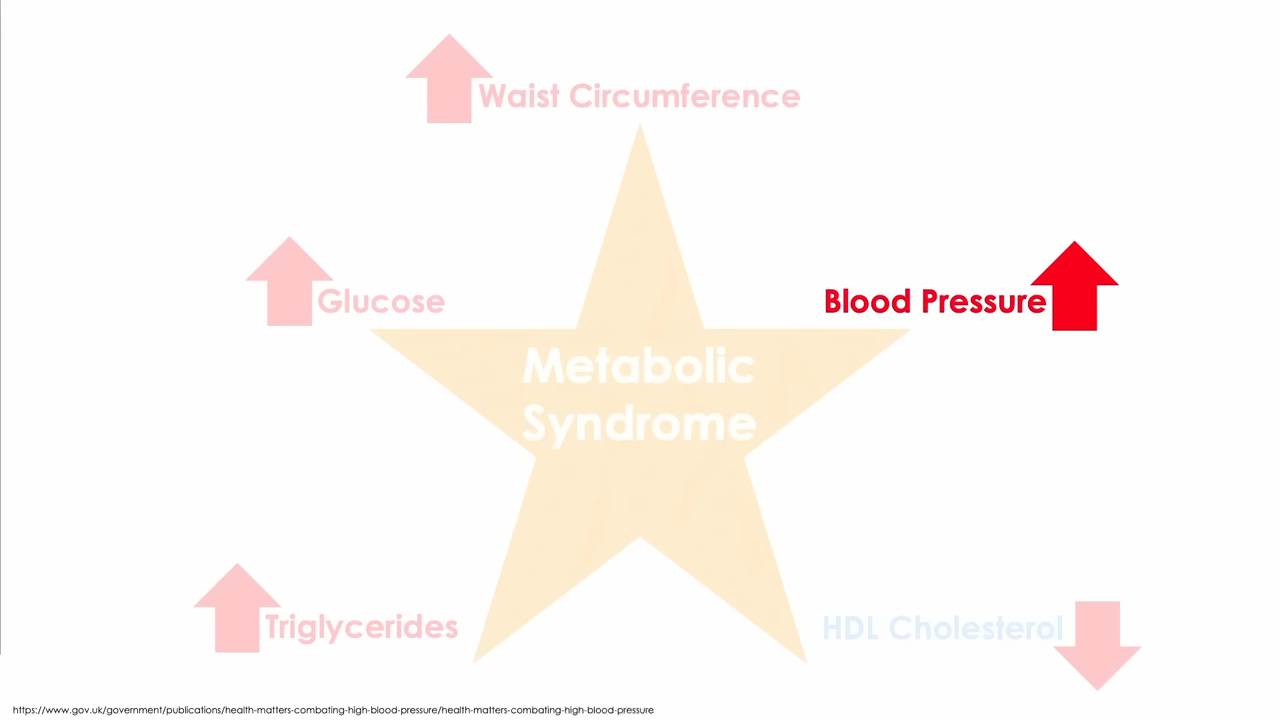 Waist Circumference
Glucose
Blood Pressure
Metabolic
Syndrome
Triglycerides
HDL Cholesterol
https://www.gov.uk/government/publications/health-matters-combating-high-blood-pressure/health-matters-combating-high-blood-pressure